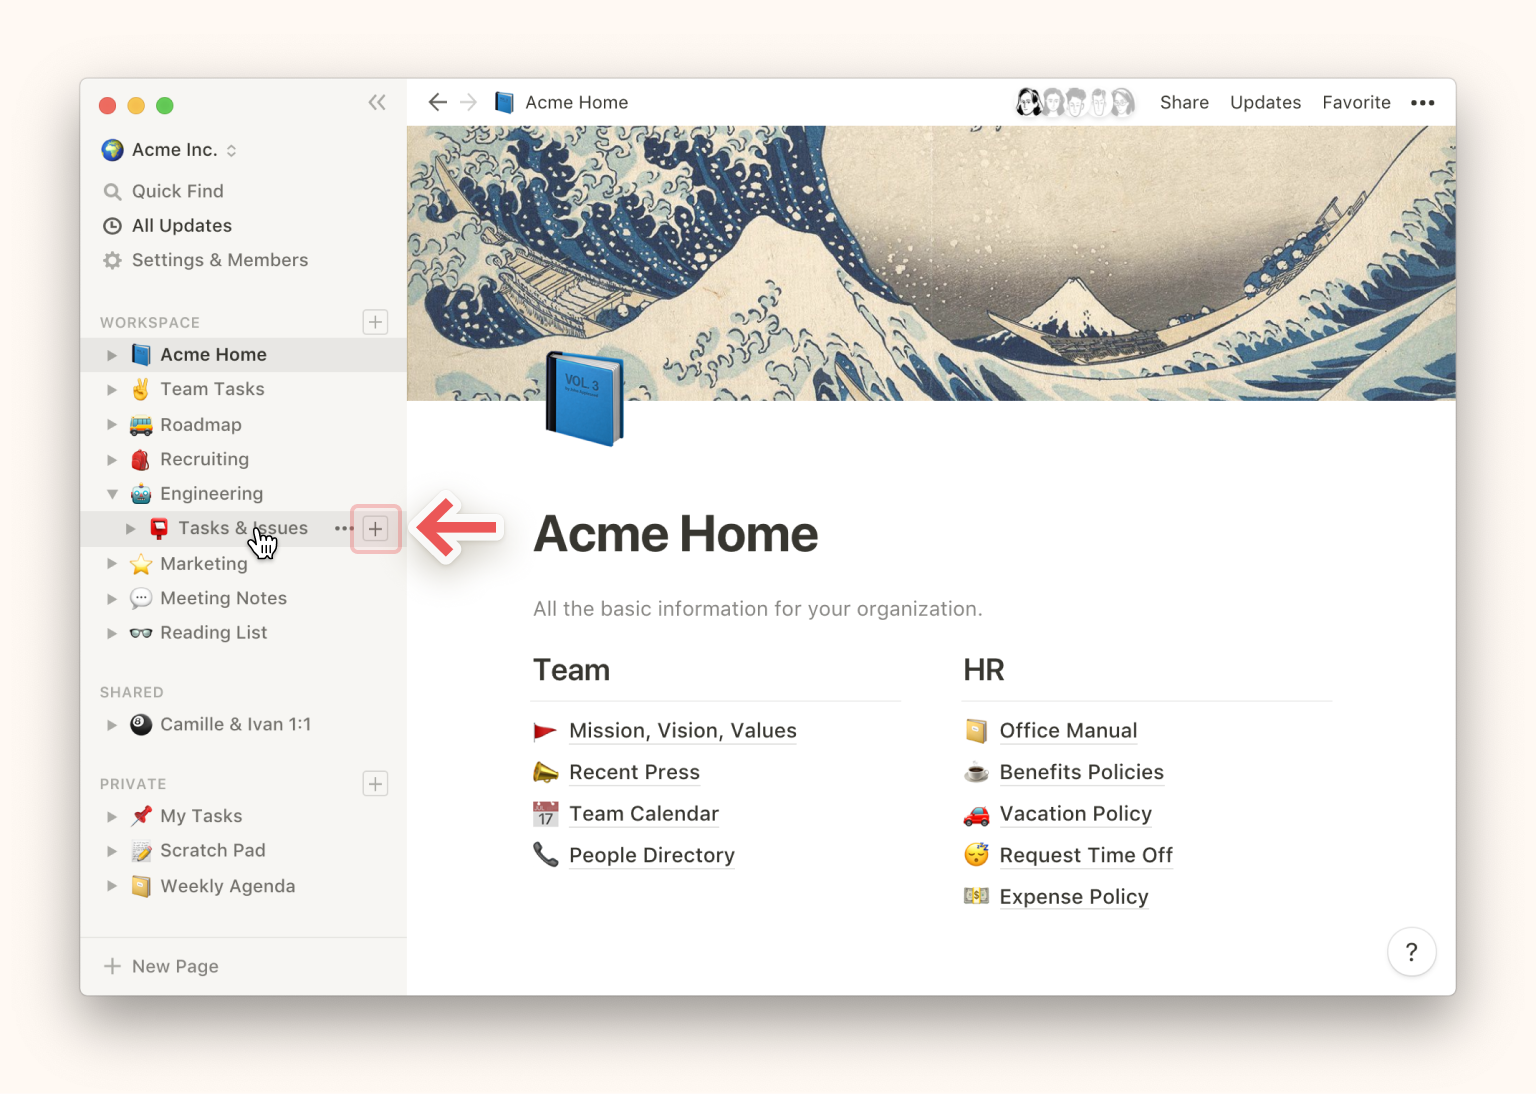 Acme Home
Share
Updates
Favorite
Acme Inc.
Quick Find
All Updates
Settings & Members
WORKSPACE
Acme Home
Team Tasks
Roadmap
Recruiting
Engineering
Tasks & Issues
Marketing
Meeting Notes
Reading List
SHARED
Camille & Ivan 1:1
PRIVATE
My Tasks
Scratch Pad
Weekly Agenda
New Page
VOL. 3
Acme Home
All the basic information for your organization.
Team
Mission, Vision, Values
Recent Press
17
Team Calendar
People Directory
HR
Office Manual
Benefits Policies
Vacation Policy
Request Time Off
Expense Policy
?